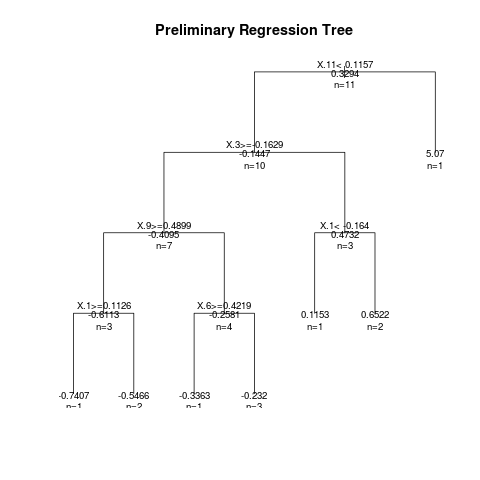 Preliminary Regression Tree
X.11< 0.1157
0.3294
n=11
X.3>=-0.1629
-0.1447
n=10
5.07
n=1
X.9>=0.4899
-0.4095
n=7
X.1< -0.164
0.4732
n=3
X.1>=0.1126
-0.6113
n=3
X.6>=0.4219
-0.2581
n=4
0.1153
n=1
0.6522
n=2
-0.7407
n=1
-0.5466
n=2
-0.3363
n=1
-0.232
n=3